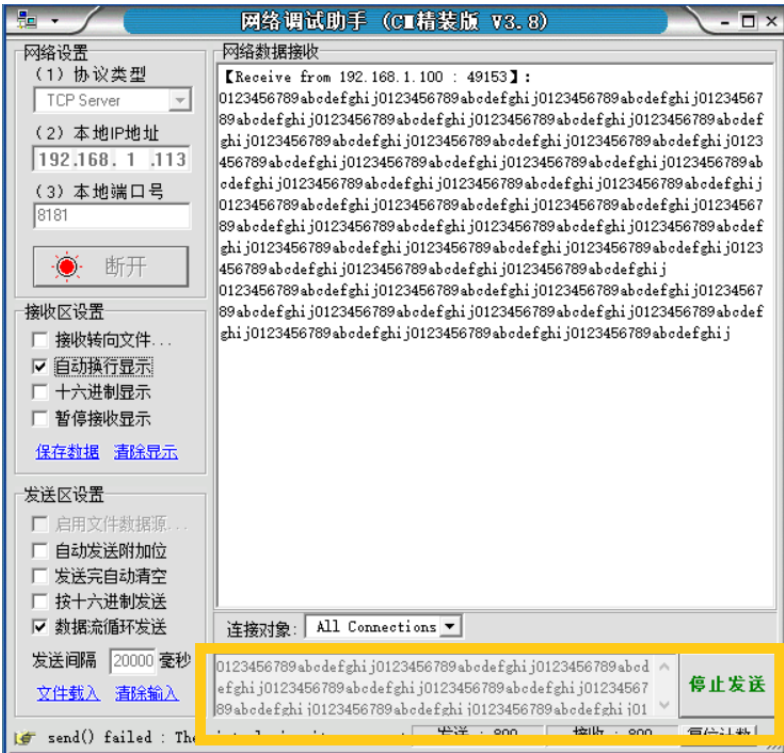 网络调试助手 (CⅡ精装版 V3.8)
网络设置
(1) 协议类型
TCP Server
(2) 本地IP地址
192.168. 1 .113
(3) 本地端口号
8181
断开
接收区设置
接收转向文件...
自动换行显示
十六进制显示
暂停接收显示
保存数据 清除显示
发送区设置
启用文件数据源...
自动发送附加位
发送完自动清空
按十六进制发送
数据流循环发送
发送间隔 20000 毫秒
文件载入 清除输入
网络数据接收
【Receive from 192.168.1.100 : 49153】:
0123456789abcdefghij0123456789abcdefghij0123456789abcdefghij01234567
89abcdefghij0123456789abcdefghij0123456789abcdefghij0123456789abcdef
ghij0123456789abcdefghij0123456789abcdefghij0123456789abcdefghij0123
456789abcdefghij0123456789abcdefghij0123456789abcdefghij0123456789ab
cdefghij0123456789abcdefghij0123456789abcdefghij0123456789abcdefghij
0123456789abcdefghij0123456789abcdefghij0123456789abcdefghij01234567
89abcdefghij0123456789abcdefghij0123456789abcdefghij0123456789abcdef
ghij0123456789abcdefghij0123456789abcdefghij0123456789abcdefghij0123
456789abcdefghij0123456789abcdefghij0123456789abcdefghij
0123456789abcdefghij0123456789abcdefghij0123456789abcdefghij01234567
89abcdefghij0123456789abcdefghij0123456789abcdefghij0123456789abcdef
ghij0123456789abcdefghij0123456789abcdefghij0123456789abcdefghij
连接对象: All Connections
0123456789abcdefghij0123456789abcdefghij0123456789abcd
efghij0123456789abcdefghij0123456789abcdefghij01234567
89abcdefghij0123456789abcdefghij0123456789abcdefghij01
停止发送
send() failed : The
发送 : 800 接收 : 800 复位计数